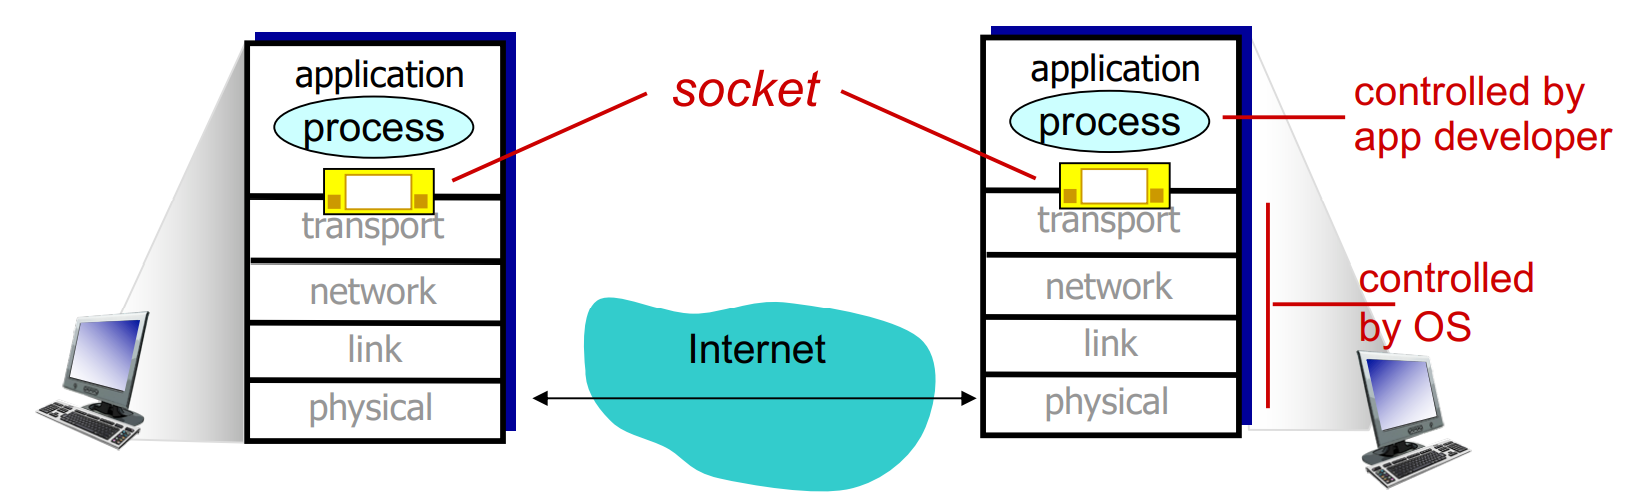 application
process
transport
network
link
physical
socket
Internet
application
process
transport
network
link
physical
controlled by
app developer
controlled
by OS